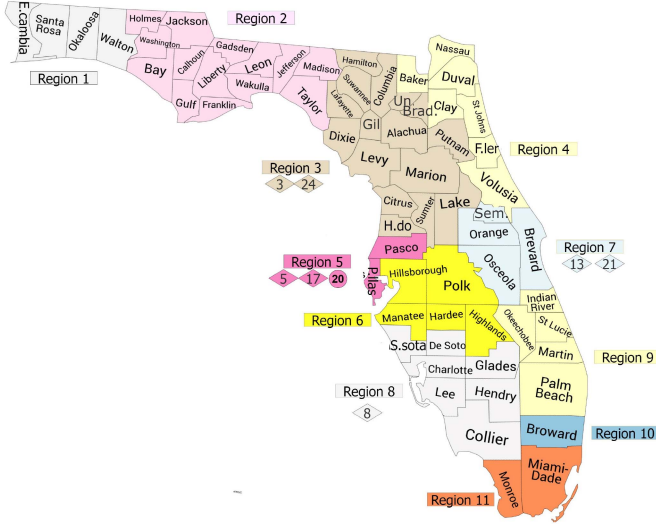 E.cambia
Santa
Rosa
Okaloosa
Walton
Holmes
Jackson
Region 2
Washington
Bay
Calhoun
Gulf
Gadsden
Liberty
Franklin
Leon
Wakulla
Jefferson
Madison
Taylor
Region 1
Hamilton
Suwannee
Columbia
Lafayette
Dixie
Gil
Un.
Brad.
Alachua
Putnam
Levy
Marion
Citrus
Sumter
Lake
H.do
Nassau
Baker
Duval
Clay
St Johns
F.ler
Region 4
Volusia
Region 3
3
24
Sem.
Orange
Brevard
Osceola
Region 7
13
21
Pasco
Region 5
5
17
20
P.llas
Hillsborough
Polk
Region 6
Manatee
Hardee
Highlands
Indian
River
Okeechobee
St Lucie
Martin
Region 9
S.sota
De Soto
Charlotte
Glades
Palm
Beach
Region 8
8
Lee
Hendry
Collier
Broward
Region 10
Miami-
Dade
Monroe
Region 11